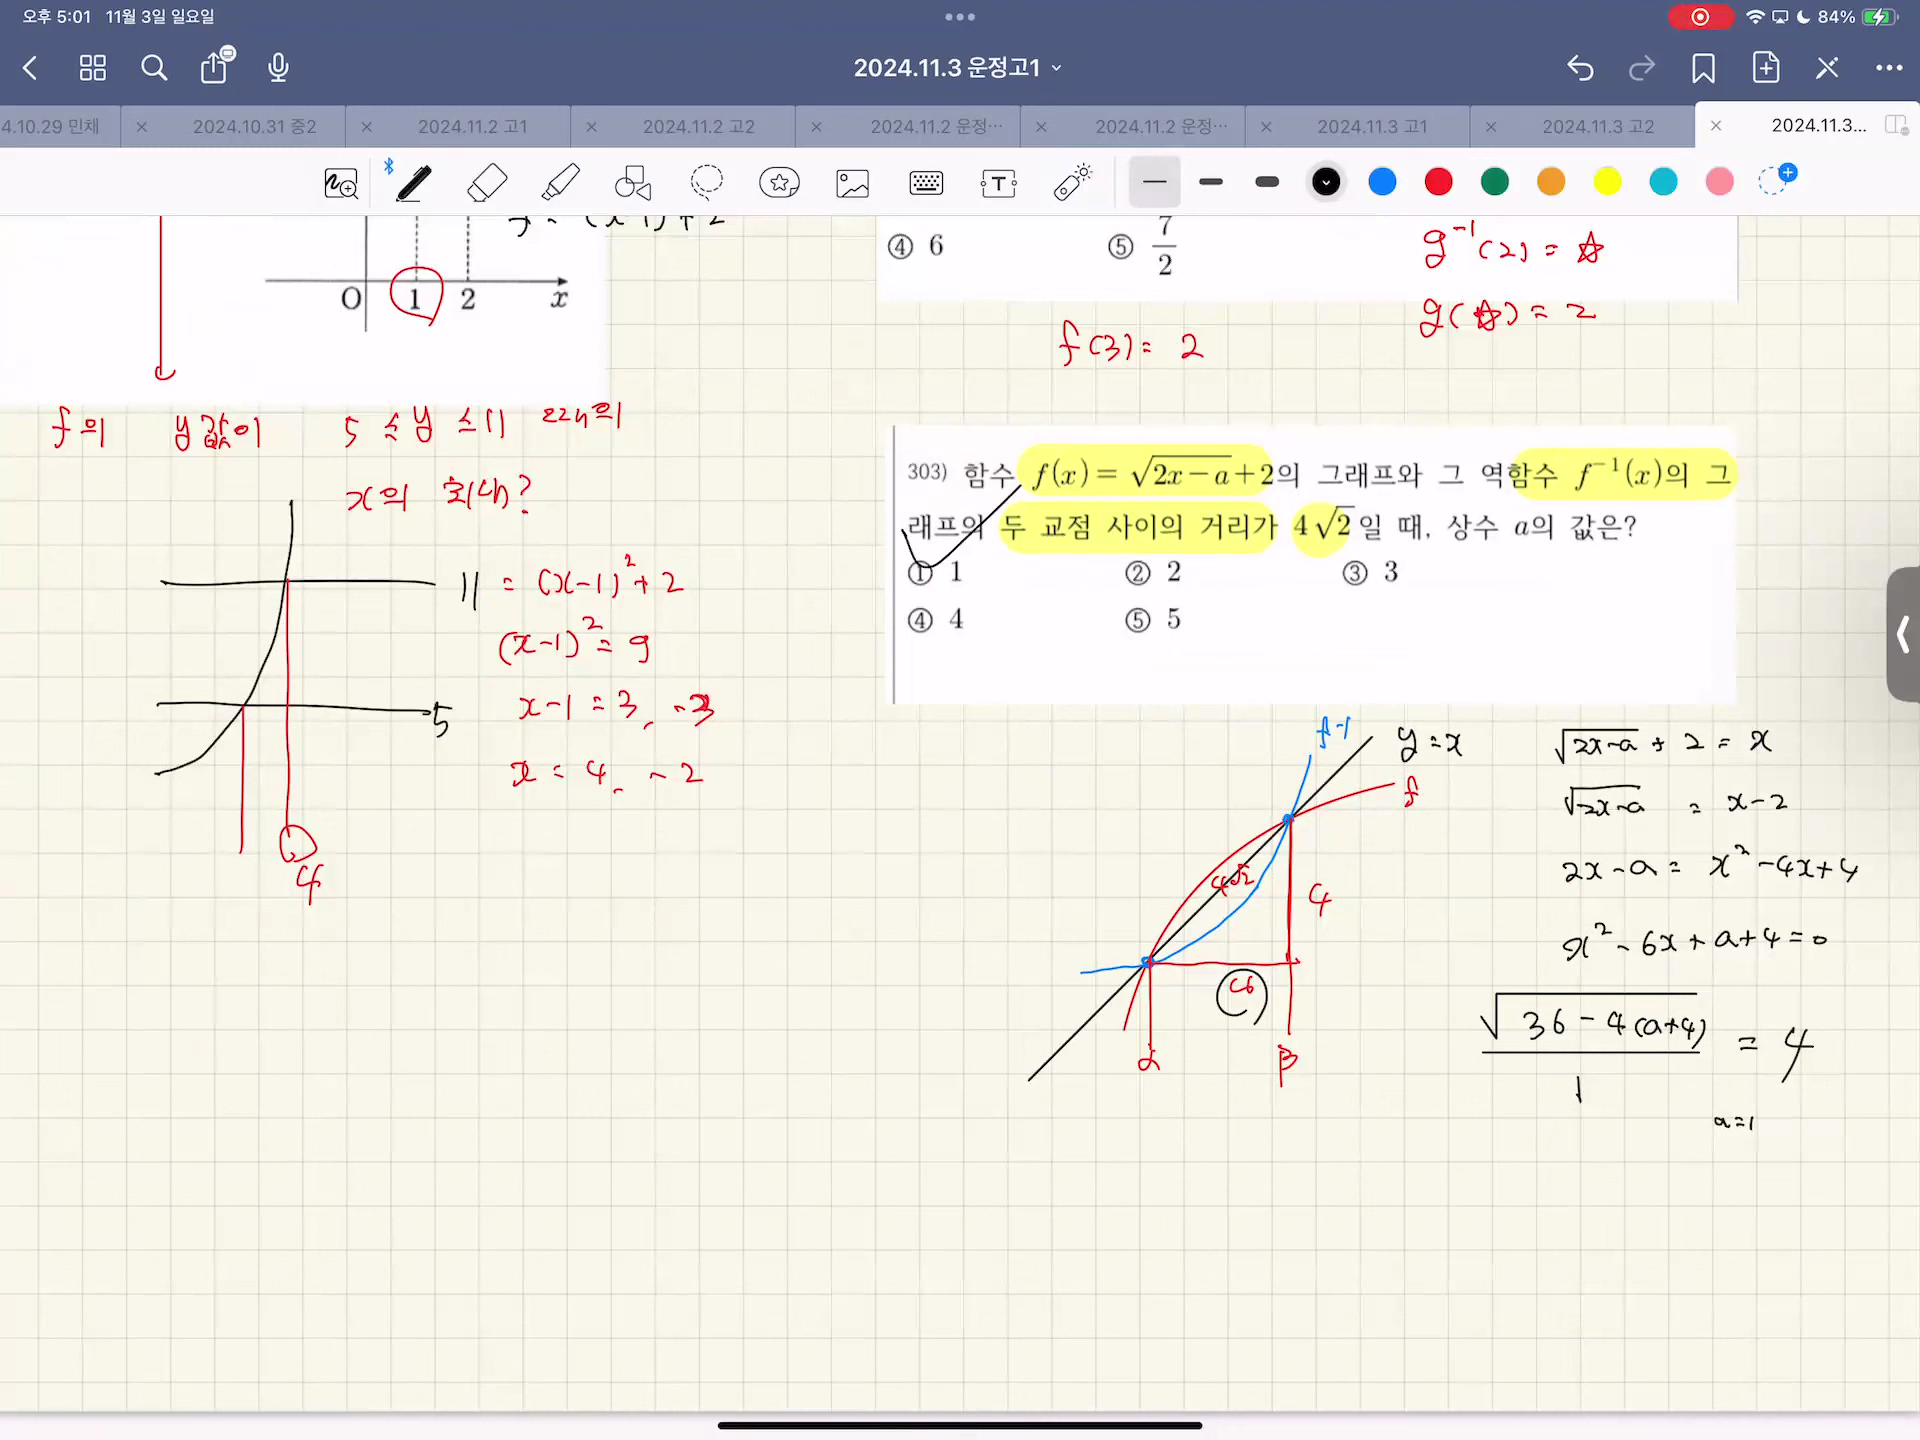 오후 5:01 11월 3일 일요일
84%
2024.11.3 운정고1
4.10.29 민채
2024.10.31 중2
2024.11.2 고1
2024.11.2 고2
2024.11.2 운정…
2024.11.2 운정…
2024.11.3 고1
2024.11.3 고2
2024.11.3...
O 1 2 x
f의 y값이 5 ≤ y ≤ 11
x의 최대?
11 = (x-1)² + 2
(x-1)² = 9
x-1 = 3, -3
x = 4, -2
5
4
④ 6 ⑤ 7/2
g⁻¹(2) = ☆
g(☆) = 2
f(3) = 2
303) 함수 f(x) = √(2x-a) + 2의 그래프와 그 역함수 f⁻¹(x)의 그
래프의 두 교점 사이의 거리가 4√2일 때, 상수 a의 값은?
① 1 ② 2 ③ 3
④ 4 ⑤ 5
f⁻¹
y = x
f
4√2
4
α β
√(2x-a) + 2 = x
√(2x-a) = x-2
2x-a = x² -4x+4
x² - 6x + a+4 = 0
√(36 - 4(a+4)) / 1 = 4
a=1